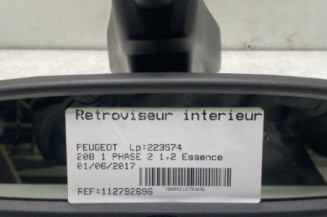 Retroviseur interieur
PEUGEOT Lp:223574
208 1 PHASE 2 1.2 Essence
01/06/2017
REF:112792696